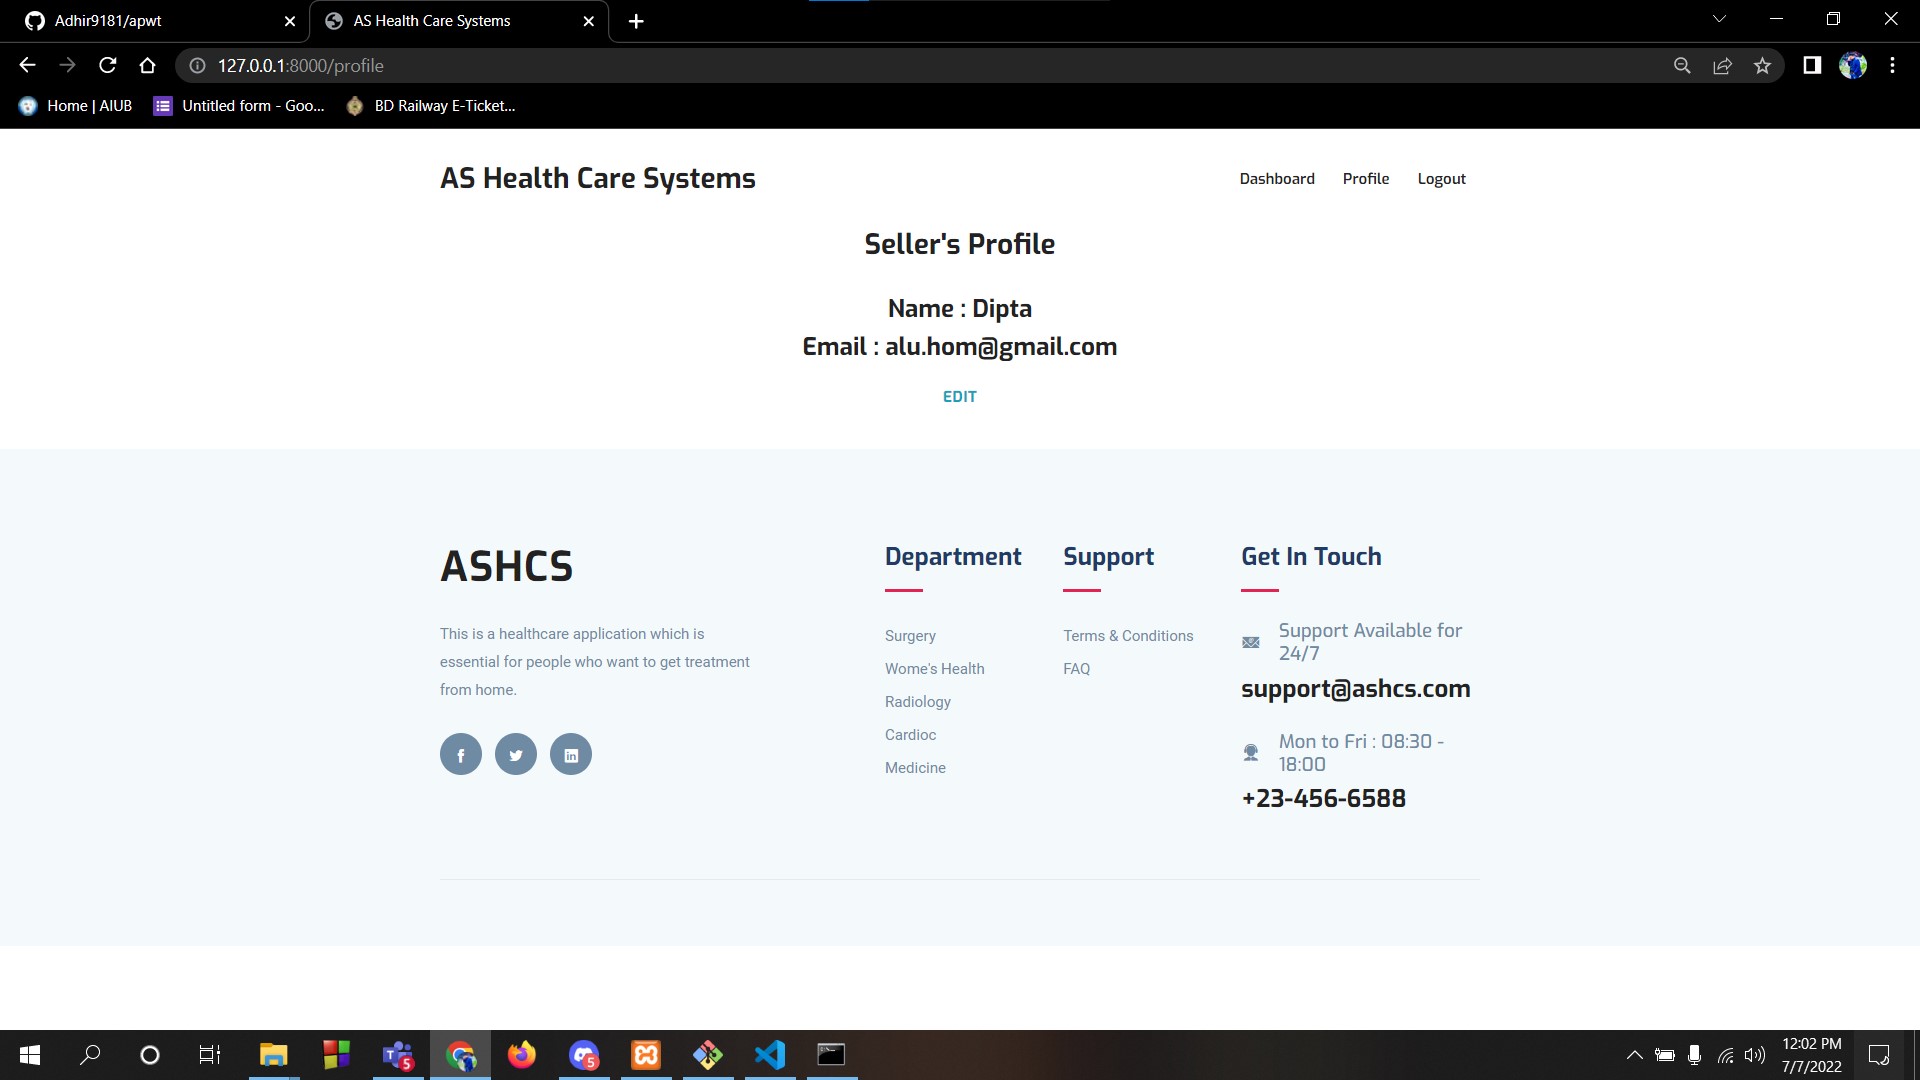 Adhir9181/apwt
AS Health Care Systems
127.0.0.1:8000/profile
Home | AIUB
Untitled form - Goo...
BD Railway E-Ticket...
AS Health Care Systems
Dashboard
Profile
Logout
Seller's Profile
Name : Dipta
Email : alu.hom@gmail.com
EDIT
ASHCS
This is a healthcare application which is
essential for people who want to get treatment
from home.
Department
Surgery
Wome's Health
Radiology
Cardioc
Medicine
Support
Terms & Conditions
FAQ
Get In Touch
Support Available for
24/7
support@ashcs.com
Mon to Fri : 08:30 -
18:00
+23-456-6588
5
5
12:02 PM
7/7/2022